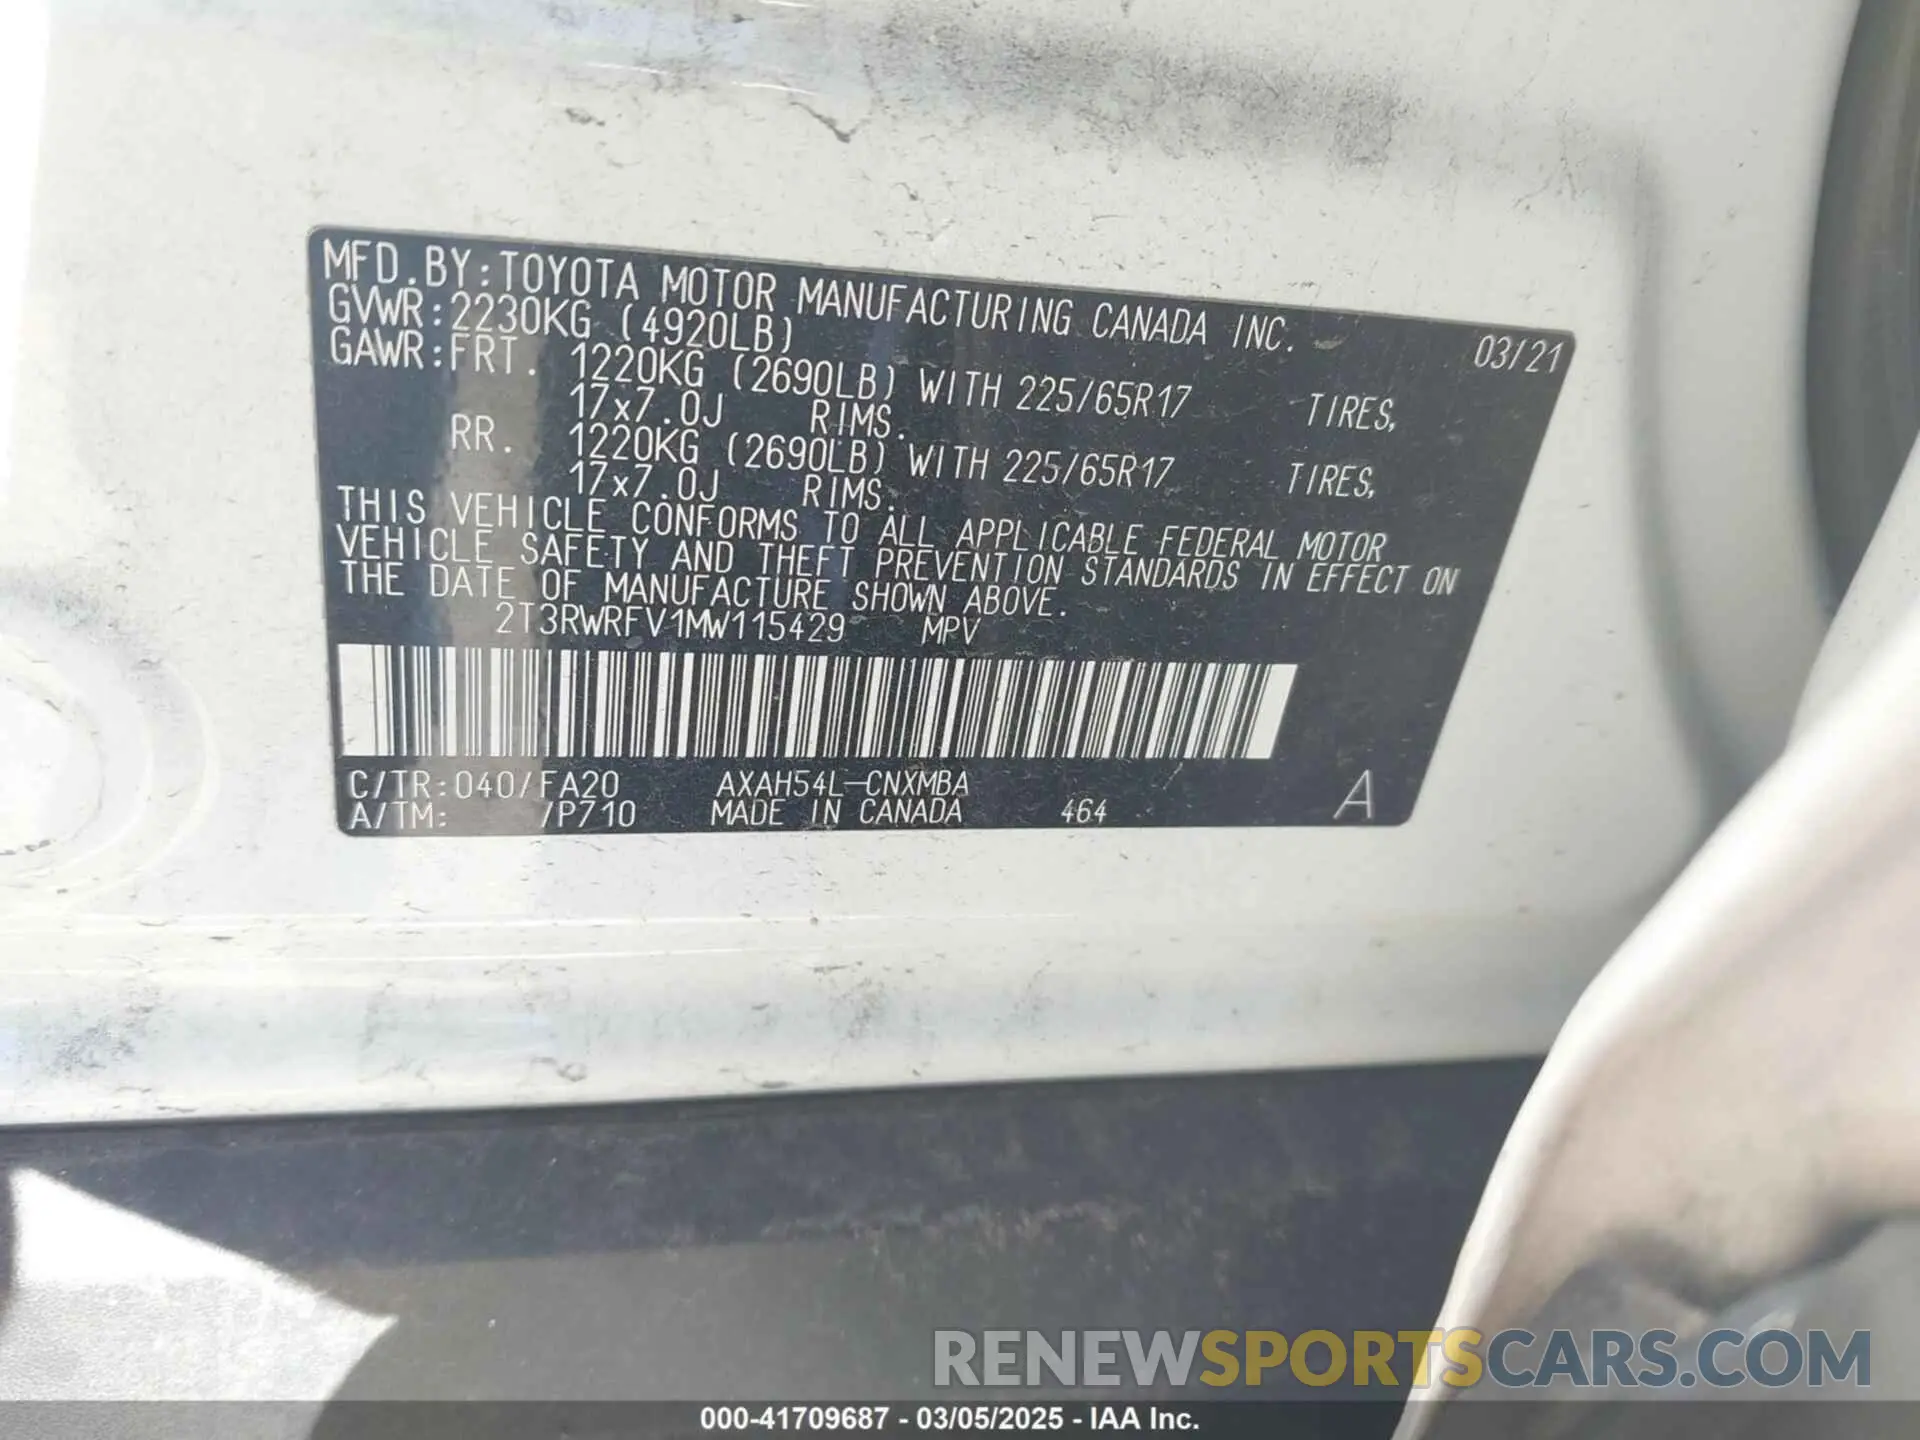 MFD.BY:TOYOTA MOTOR MANUFACTURING CANADA INC. 03/21
GVWR:2230KG (4920LB)
GAWR:FRT. 1220KG (2690LB) WITH 225/65R17 TIRES,
17x7.0J RIMS.
RR. 1220KG (2690LB) WITH 225/65R17 TIRES,
17x7.0J RIMS.
THIS VEHICLE CONFORMS TO ALL APPLICABLE FEDERAL MOTOR
VEHICLE SAFETY AND THEFT PREVENTION STANDARDS IN EFFECT ON
THE DATE OF MANUFACTURE SHOWN ABOVE.
2T3RWRFV1MW115429 MPV
C/TR:040/FA20 AXAH54L-CNXMBA
A/TM: /P710 MADE IN CANADA 464 A
RENEWSPORTSCARS.COM
000-41709687 - 03/05/2025 - IAA Inc.